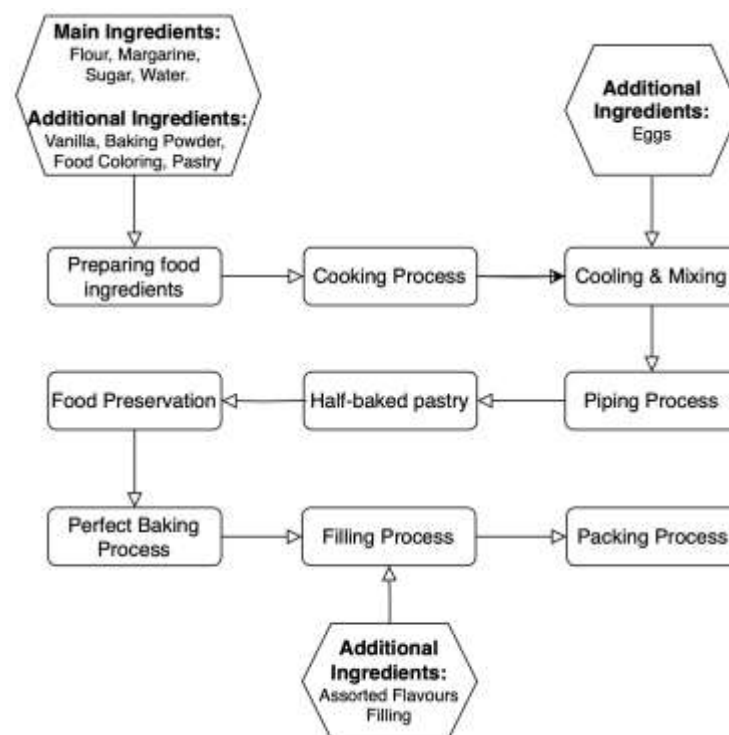 Main Ingredients:
Flour, Margarine,
Sugar, Water.
Additional Ingredients:
Vanilla, Baking Powder,
Food Coloring, Pastry
Additional
Ingredients:
Eggs
Preparing food
ingredients
Cooking Process
Cooling & Mixing
Food Preservation
Half-baked pastry
Piping Process
Perfect Baking
Process
Filling Process
Packing Process
Additional
Ingredients:
Assorted Flavours
Filling